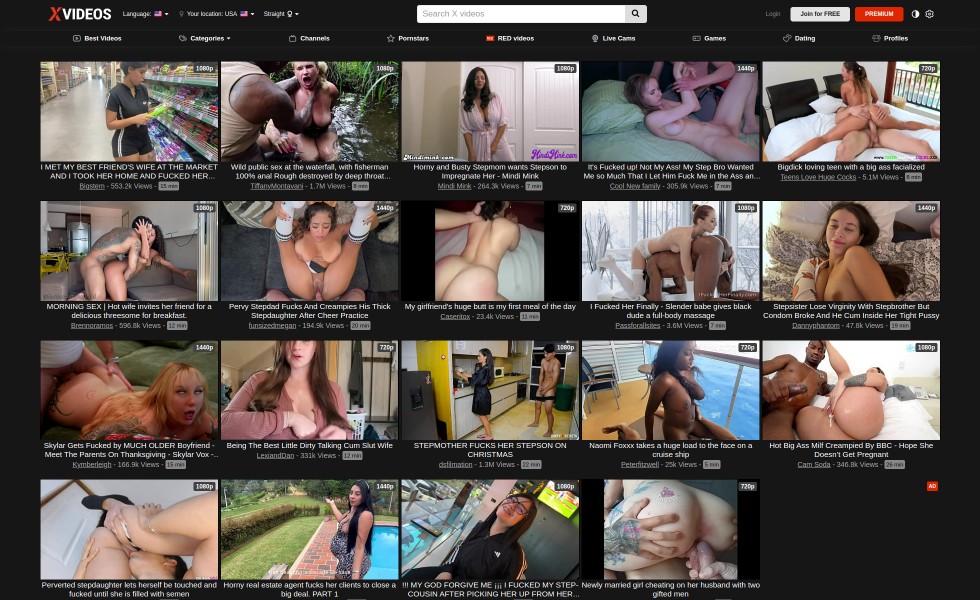 XVIDEOS
Language:
Your location: USA
Straight
Search X videos
Login
Join for FREE
PREMIUM
Best Videos
Categories
Channels
Pornstars
RED videos
Live Cams
Games
Dating
Profiles
1080p
1080p
1080p
1440p
720p
Mindimink.com
MindiMink.com
I MET MY BEST FRIEND'S WIFE AT THE MARKET
AND I TOOK HER HOME AND FUCKED HER...
Bigstem - 553.2k Views - 15 min
Wild public sex at the waterfall, with fisherman
100% anal Rough destroyed by deep throat...
TiffanyMontavani - 1.7M Views - 8 min
Horny and Busty Stepmom wants Stepson to
Impregnate Her - Mindi Mink
Mindi Mink - 264.3k Views - 7 min
It's Fucked up! Not My Ass! My Step Bro Wanted
Me so Much That I Let Him Fuck Me in the Ass an...
Cool New family - 305.9k Views - 7 min
Bigdick loving teen with a big ass facialized
Teens Love Huge Cocks - 5.1M Views - 8 min
1080p
1440p
720p
1080p
1440p
MORNING SEX | Hot wife invites her friend for a
delicious threesome for breakfast.
Brennoramos - 596.8k Views - 12 min
Pervy Stepdad Fucks And Creampies His Thick
Stepdaughter After Cheer Practice
funsizedmegan - 194.9k Views - 20 min
My girlfriend's huge butt is my first meal of the day
Caseritox - 23.4k Views - 11 min
I Fucked Her Finally - Slender babe gives black
dude a full-body massage
Passforallsites - 3.6M Views - 7 min
Stepsister Lose Virginity With Stepbrother But
Condom Broke And He Cum Inside Her Tight Pussy
Dannyphantom - 47.8k Views - 19 min
1440p
720p
1080p
720p
1080p
Skylar Gets Fucked by MUCH OLDER Boyfriend -
Meet The Parents On Thanksgiving - Skylar Vox -..
Kymberleigh - 166.9k Views - 15 min
Being The Best Little Dirty Talking Cum Slut Wife
LexiandDan - 331k Views - 12 min
STEPMOTHER FUCKS HER STEPSON ON
CHRISTMAS
dsfilmation - 1.3M Views - 22 min
Naomi Foxxx takes a huge load to the face on a
cruise ship
Peterfitzwell - 25k Views - 5 min
Hot Big Ass Milf Creampied By BBC - Hope She
Doesn't Get Pregnant
Cam Soda - 346.8k Views - 26 min
1080p
1440p
1080p
720p
AD
Perverted stepdaughter lets herself be touched and
fucked until she is filled with semen
Horny real estate agent fucks her clients to close a
big deal. PART 1
!!! MY GOD FORGIVE ME ¡¡¡ I FUCKED MY STEP-
COUSIN AFTER PICKING HER UP FROM HER...
Newly married girl cheating on her husband with two
gifted men